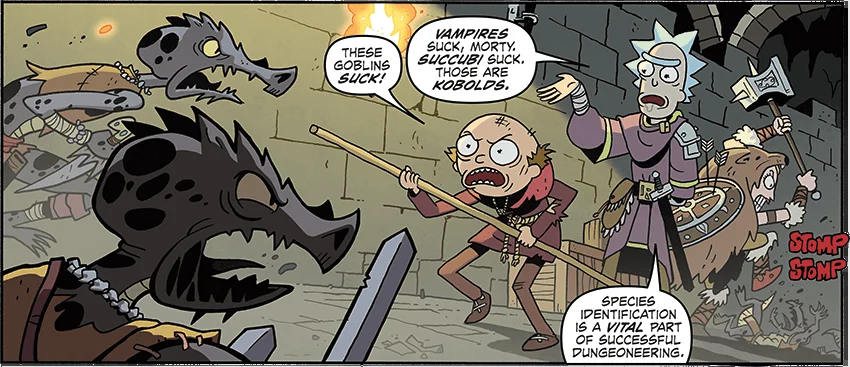 THESE
GOBLINS
SUCK!
VAMPIRES
SUCK, MORTY.
SUCCUBI SUCK.
THOSE ARE
KOBOLDS.
SPECIES
IDENTIFICATION
IS A VITAL PART
OF SUCCESSFUL
DUNGEONEERING.
STOMP
STOMP